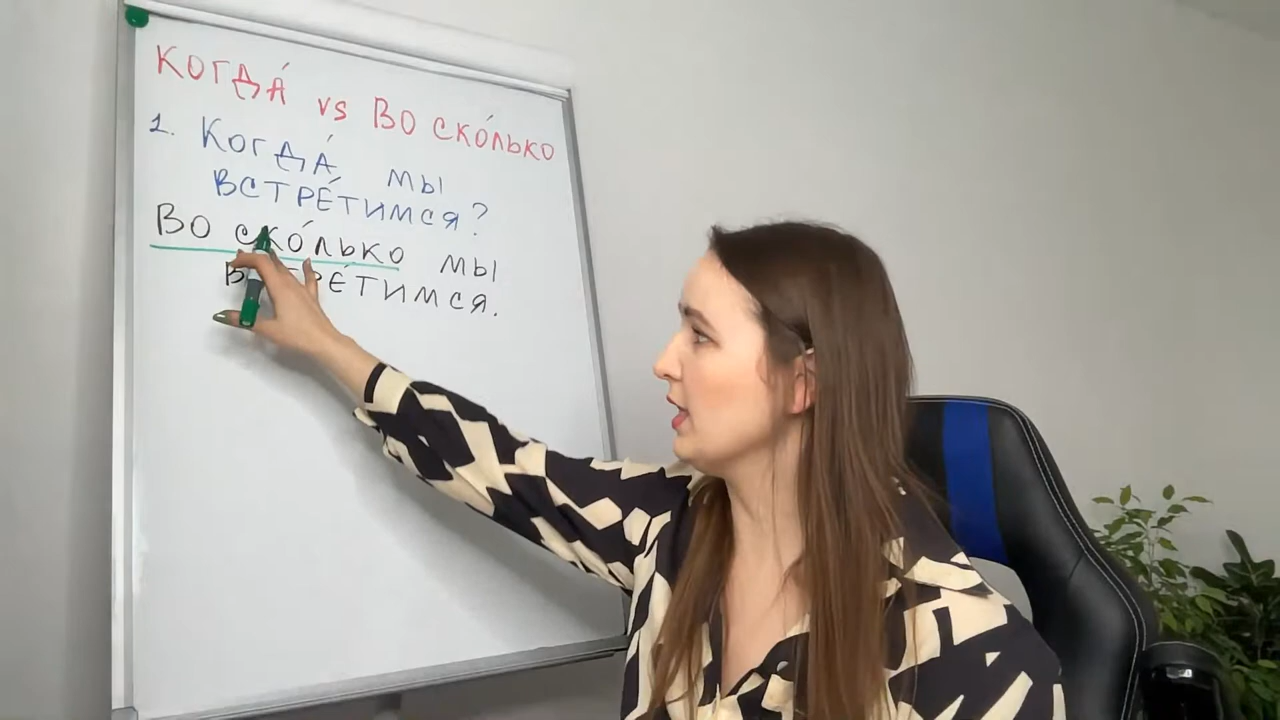 КОГДА́ vs ВО СКО́ЛЬКО
1. КОГДА́ МЫ
ВСТРЕ́ТИМСЯ?
ВО СКО́ЛЬКО МЫ
ВСТРЕ́ТИМСЯ.